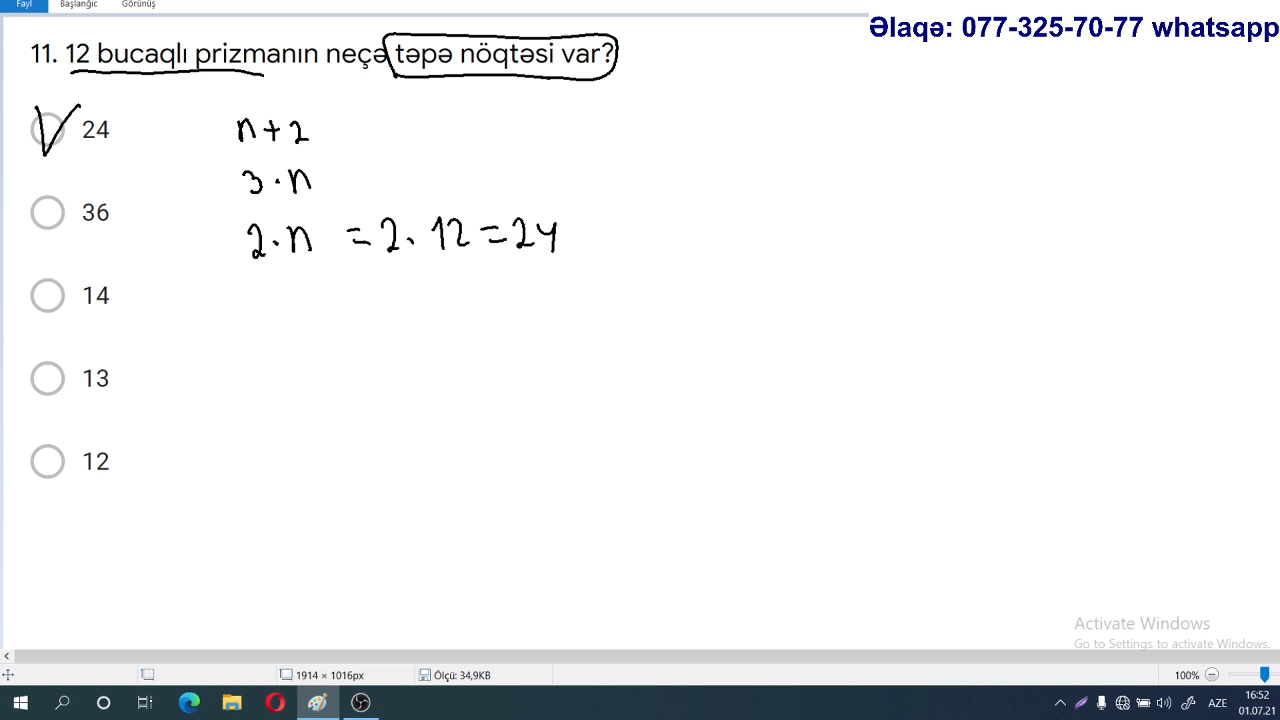 Fayl Başlanğıc Görünüş
Əlaqə: 077-325-70-77 whatsapp
11. 12 bucaqlı prizmanın neçə təpə nöqtəsi var?
24
n + 2
3 · n
36
2 · n = 2 · 12 = 24
14
13
12
Activate Windows
Go to Settings to activate Windows.
1914 × 1016px
Ölçü: 34,9KB
100%
AZE
16:52
01.07.21